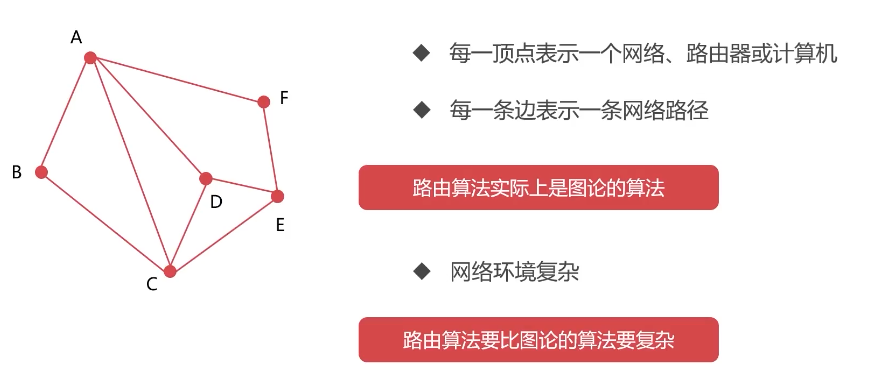 A
F
B
D
E
C
每一顶点表示一个网络、路由器或计算机
每一条边表示一条网络路径
路由算法实际上是图论的算法
网络环境复杂
路由算法要比图论的算法要复杂